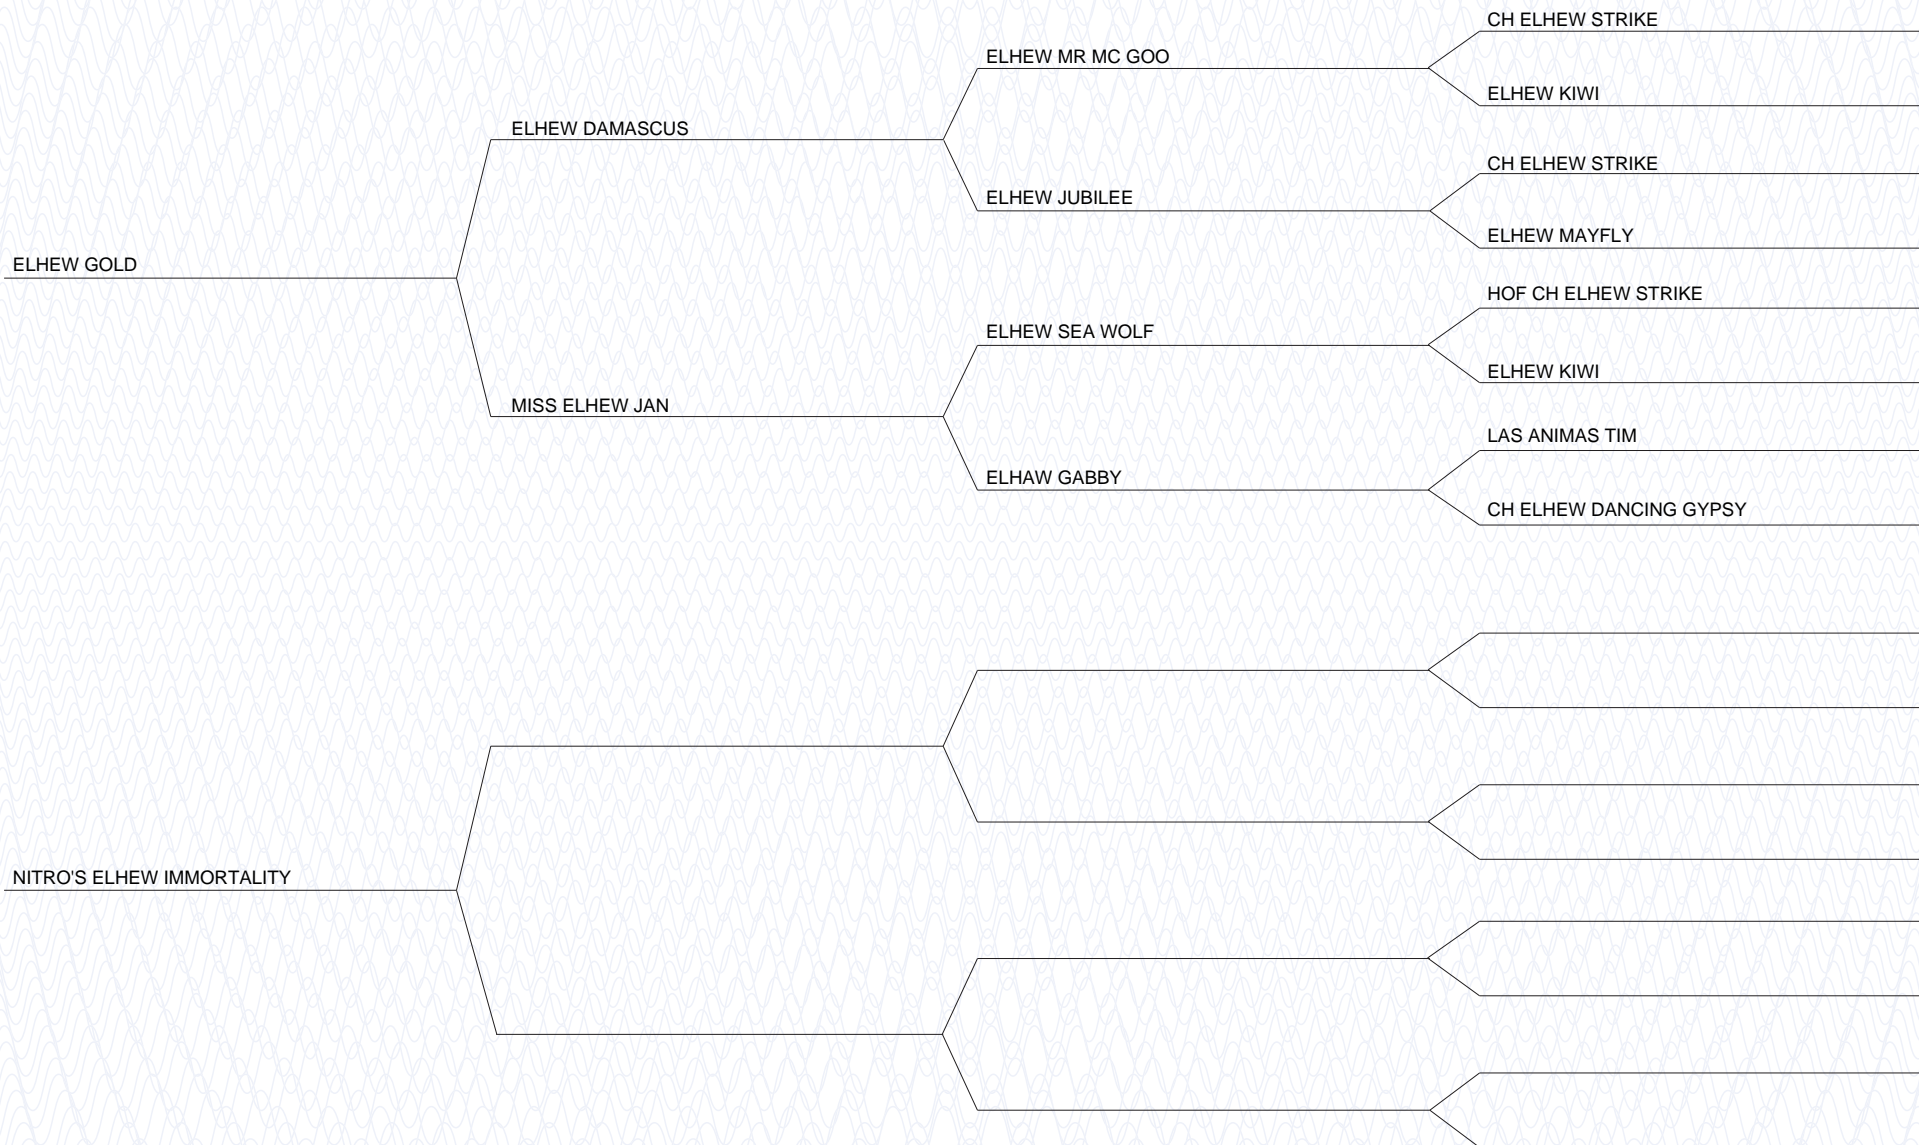 CH ELHEW STRIKE
ELHEW MR MC GOO
ELHEW KIWI
ELHEW DAMASCUS
CH ELHEW STRIKE
ELHEW JUBILEE
ELHEW MAYFLY
ELHEW GOLD
HOF CH ELHEW STRIKE
ELHEW SEA WOLF
ELHEW KIWI
MISS ELHEW JAN
LAS ANIMAS TIM
ELHAW GABBY
CH ELHEW DANCING GYPSY
NITRO'S ELHEW IMMORTALITY